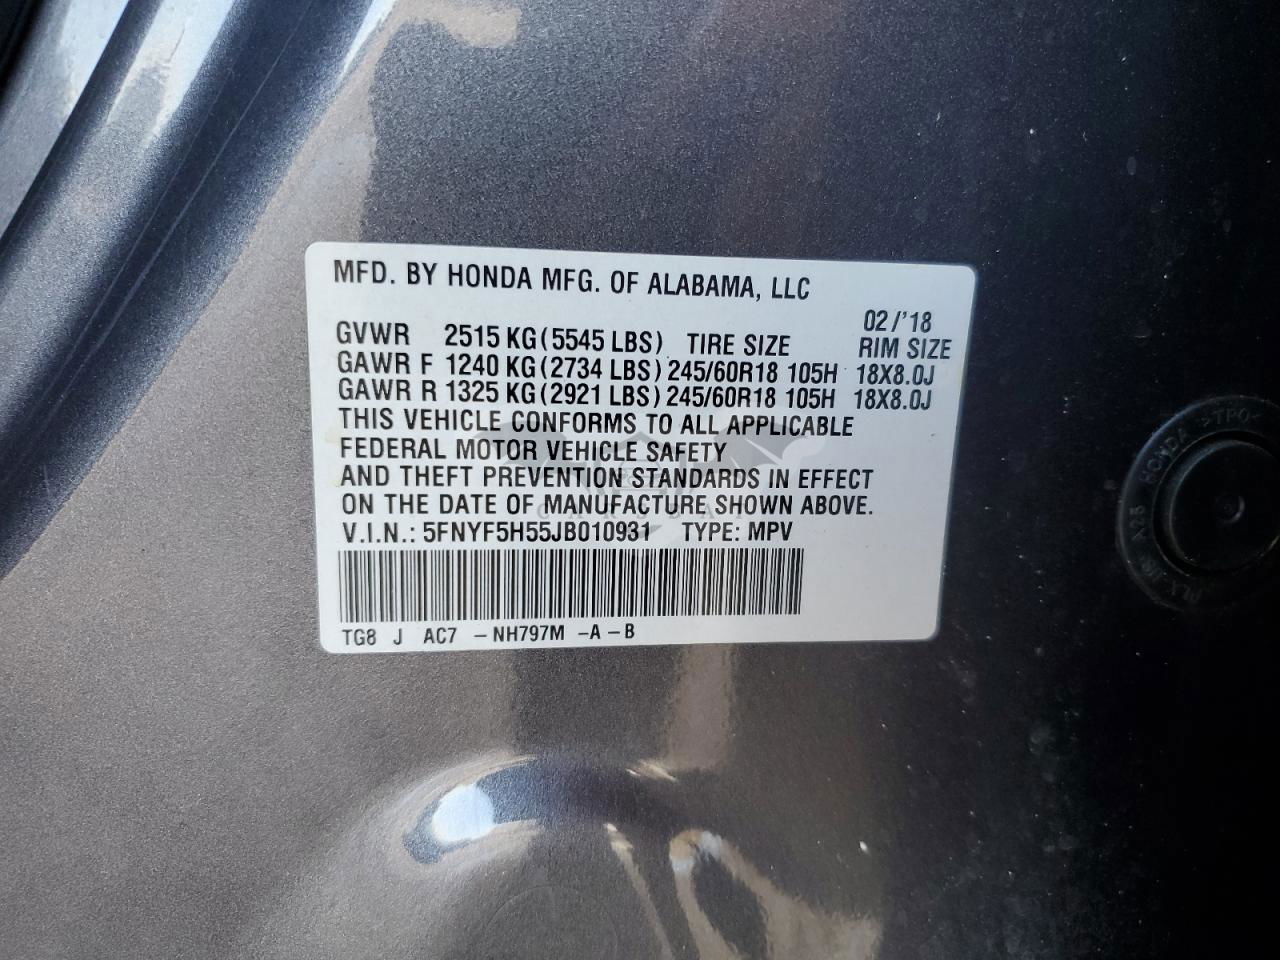 MFD. BY HONDA MFG. OF ALABAMA, LLC
02/'18
GVWR 2515 KG(5545 LBS) TIRE SIZE RIM SIZE
GAWR F 1240 KG(2734 LBS) 245/60R18 105H 18X8.0J
GAWR R 1325 KG(2921 LBS) 245/60R18 105H 18X8.0J
THIS VEHICLE CONFORMS TO ALL APPLICABLE
FEDERAL MOTOR VEHICLE SAFETY
AND THEFT PREVENTION STANDARDS IN EFFECT
ON THE DATE OF MANUFACTURE SHOWN ABOVE.
V.I.N.: 5FNYF5H55JB010931 TYPE: MPV
TG8 J AC7 -NH797M -A-B
A25 HONDA >TPO<